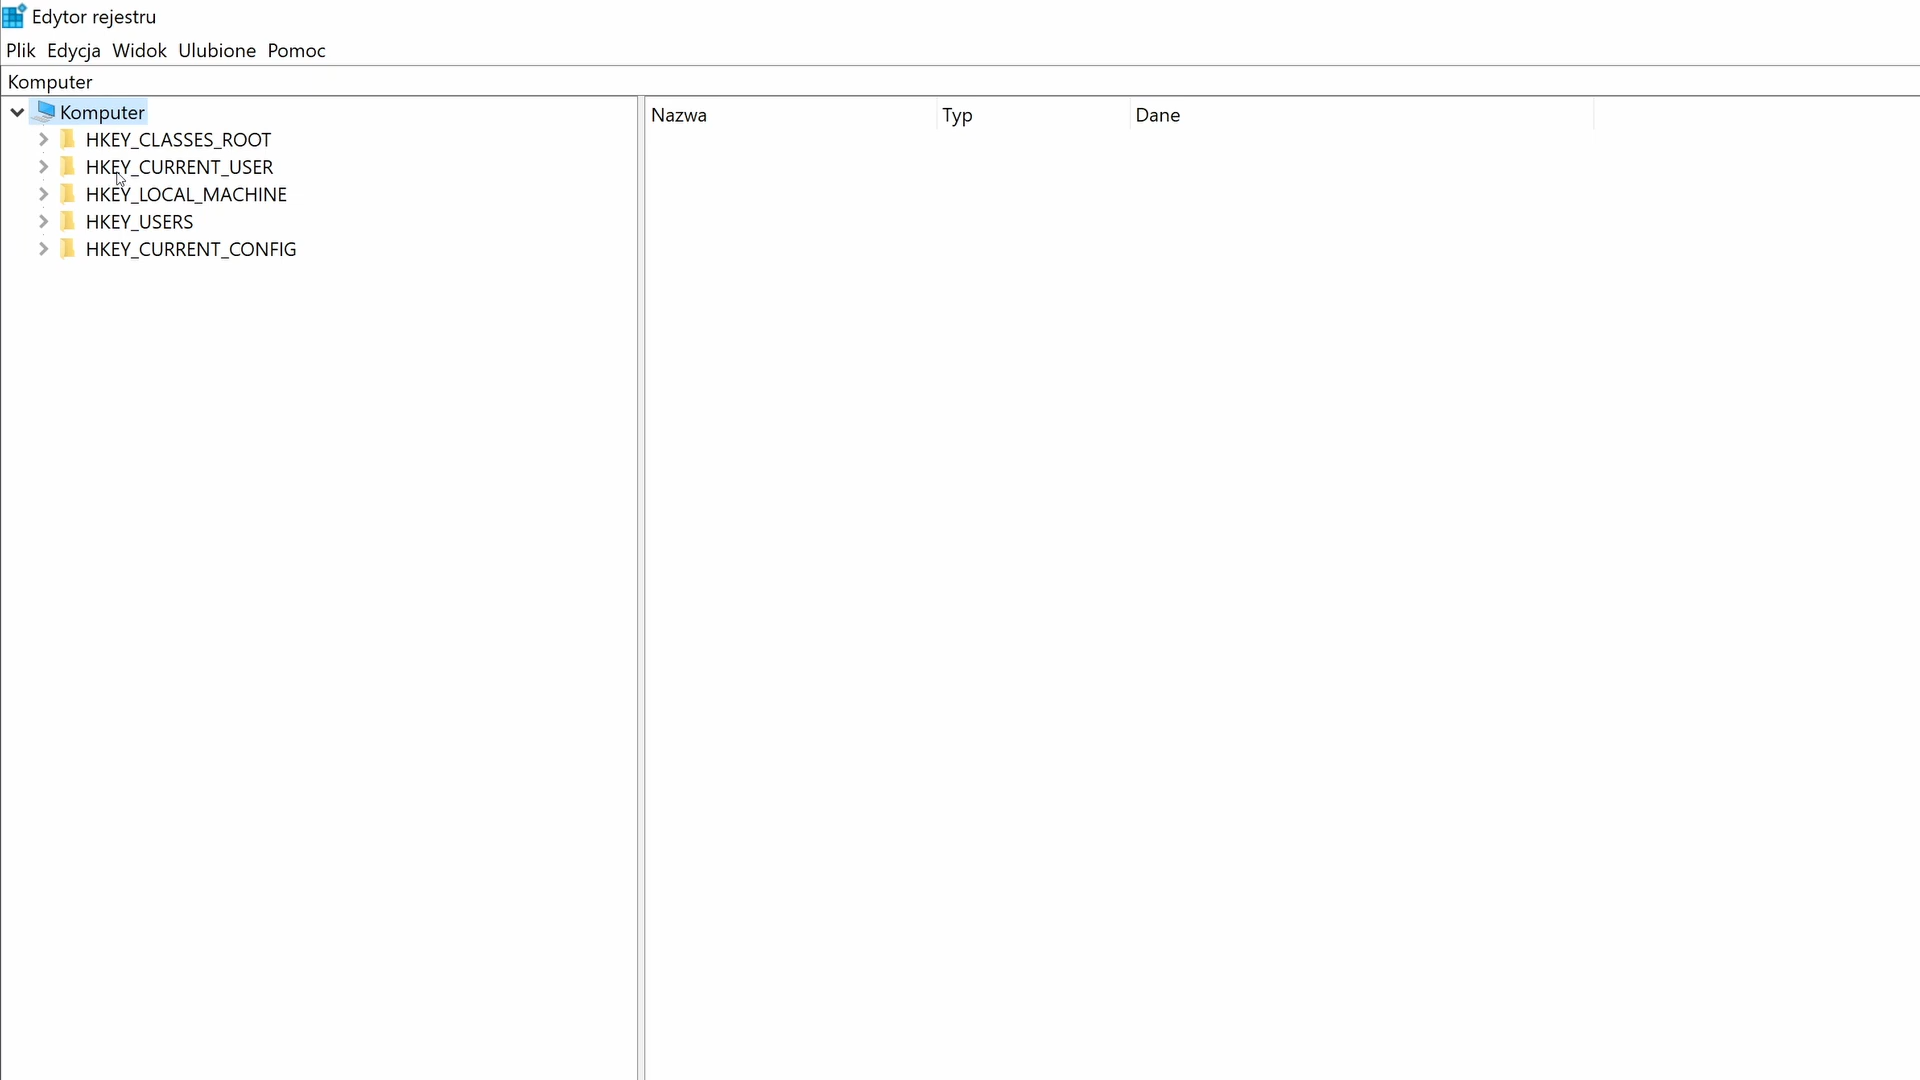 Edytor rejestru
Plik Edycja Widok Ulubione Pomoc
Komputer
Komputer
HKEY_CLASSES_ROOT
HKEY_CURRENT_USER
HKEY_LOCAL_MACHINE
HKEY_USERS
HKEY_CURRENT_CONFIG
Nazwa Typ Dane